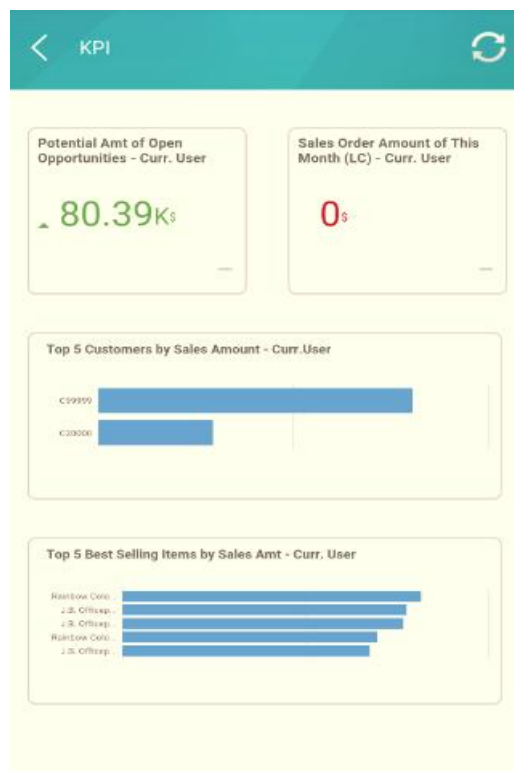 KPI
Potential Amt of Open
Opportunities - Curr. User
80.39K$
Sales Order Amount of This
Month (LC) - Curr. User
0$
Top 5 Customers by Sales Amount - Curr.User
C99999
C20000
Top 5 Best Selling Items by Sales Amt - Curr. User
Rainbow Colo...
J.B. Officep...
J.B. Officep...
Rainbow Colo...
J.B. Officep...